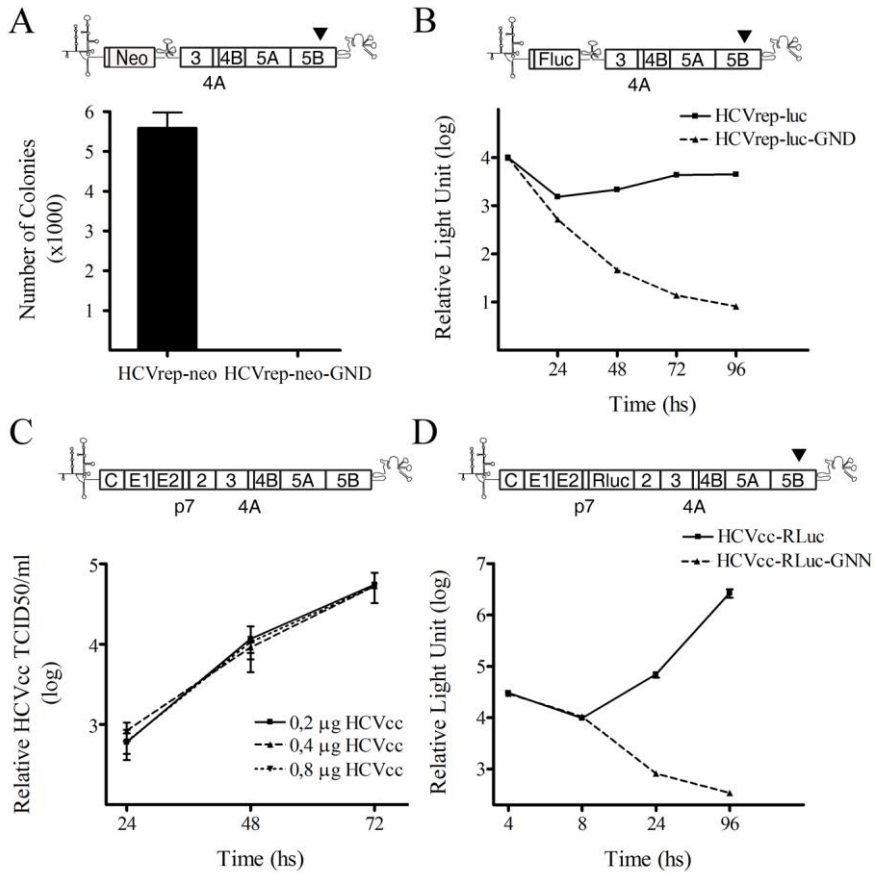 A
Neo 3 4B 5A 5B
4A
Number of Colonies
(x1000)
6
5
4
3
2
1
HCVrep-neo HCVrep-neo-GND
B
Fluc 3 4B 5A 5B
4A
HCVrep-luc
HCVrep-luc-GND
Relative Light Unit (log)
4
3
2
1
24 48 72 96
Time (hs)
C
C E1 E2 2 3 4B 5A 5B
p7 4A
Relative HCVcc TCID50/ml
(log)
5
4
3
0,2 µg HCVcc
0,4 µg HCVcc
0,8 µg HCVcc
24 48 72
Time (hs)
D
C E1 E2 Rluc 2 3 4B 5A 5B
p7 4A
HCVcc-RLuc
HCVcc-RLuc-GNN
Relative Light Unit (log)
7
6
5
4
3
4 8 24 96
Time (hs)